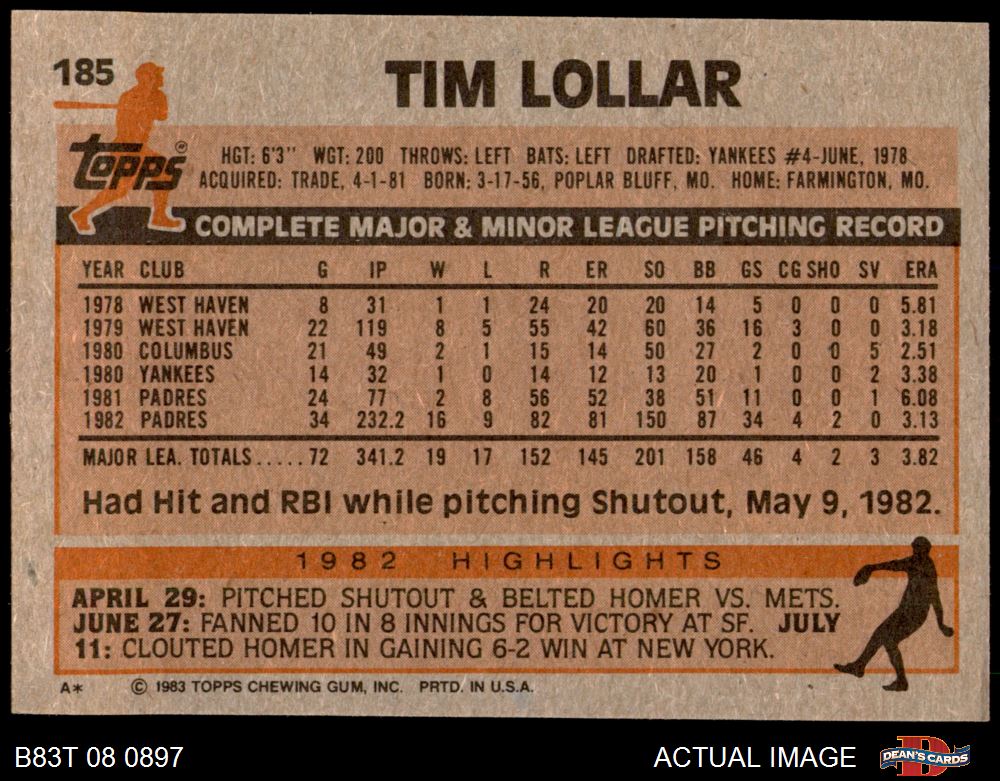 185
TIM LOLLAR
topps®
HGT: 6'3" WGT: 200 THROWS: LEFT BATS: LEFT DRAFTED: YANKEES #4-JUNE, 1978
ACQUIRED: TRADE, 4-1-81 BORN: 3-17-56, POPLAR BLUFF, MO. HOME: FARMINGTON, MO.
COMPLETE MAJOR & MINOR LEAGUE PITCHING RECORD
YEAR CLUB G IP W L R ER SO BB GS CG SHO SV ERA
1978 WEST HAVEN 8 31 1 1 24 20 20 14 5 0 0 0 5.81
1979 WEST HAVEN 22 119 8 5 55 42 60 36 16 3 0 0 3.18
1980 COLUMBUS 21 49 2 1 15 14 50 27 2 0 0 5 2.51
1980 YANKEES 14 32 1 0 14 12 13 20 1 0 0 2 3.38
1981 PADRES 24 77 2 8 56 52 38 51 11 0 0 1 6.08
1982 PADRES 34 232.2 16 9 82 81 150 87 34 4 2 0 3.13
MAJOR LEA. TOTALS.....72 341.2 19 17 152 145 201 158 46 4 2 3 3.82
Had Hit and RBI while pitching Shutout, May 9, 1982.
1982 HIGHLIGHTS
APRIL 29: PITCHED SHUTOUT & BELTED HOMER VS. METS.
JUNE 27: FANNED 10 IN 8 INNINGS FOR VICTORY AT SF. JULY
11: CLOUTED HOMER IN GAINING 6-2 WIN AT NEW YORK.
A* © 1983 TOPPS CHEWING GUM, INC. PRTD. IN U.S.A.
B83T 08 0897 ACTUAL IMAGE DEAN'S CARDS